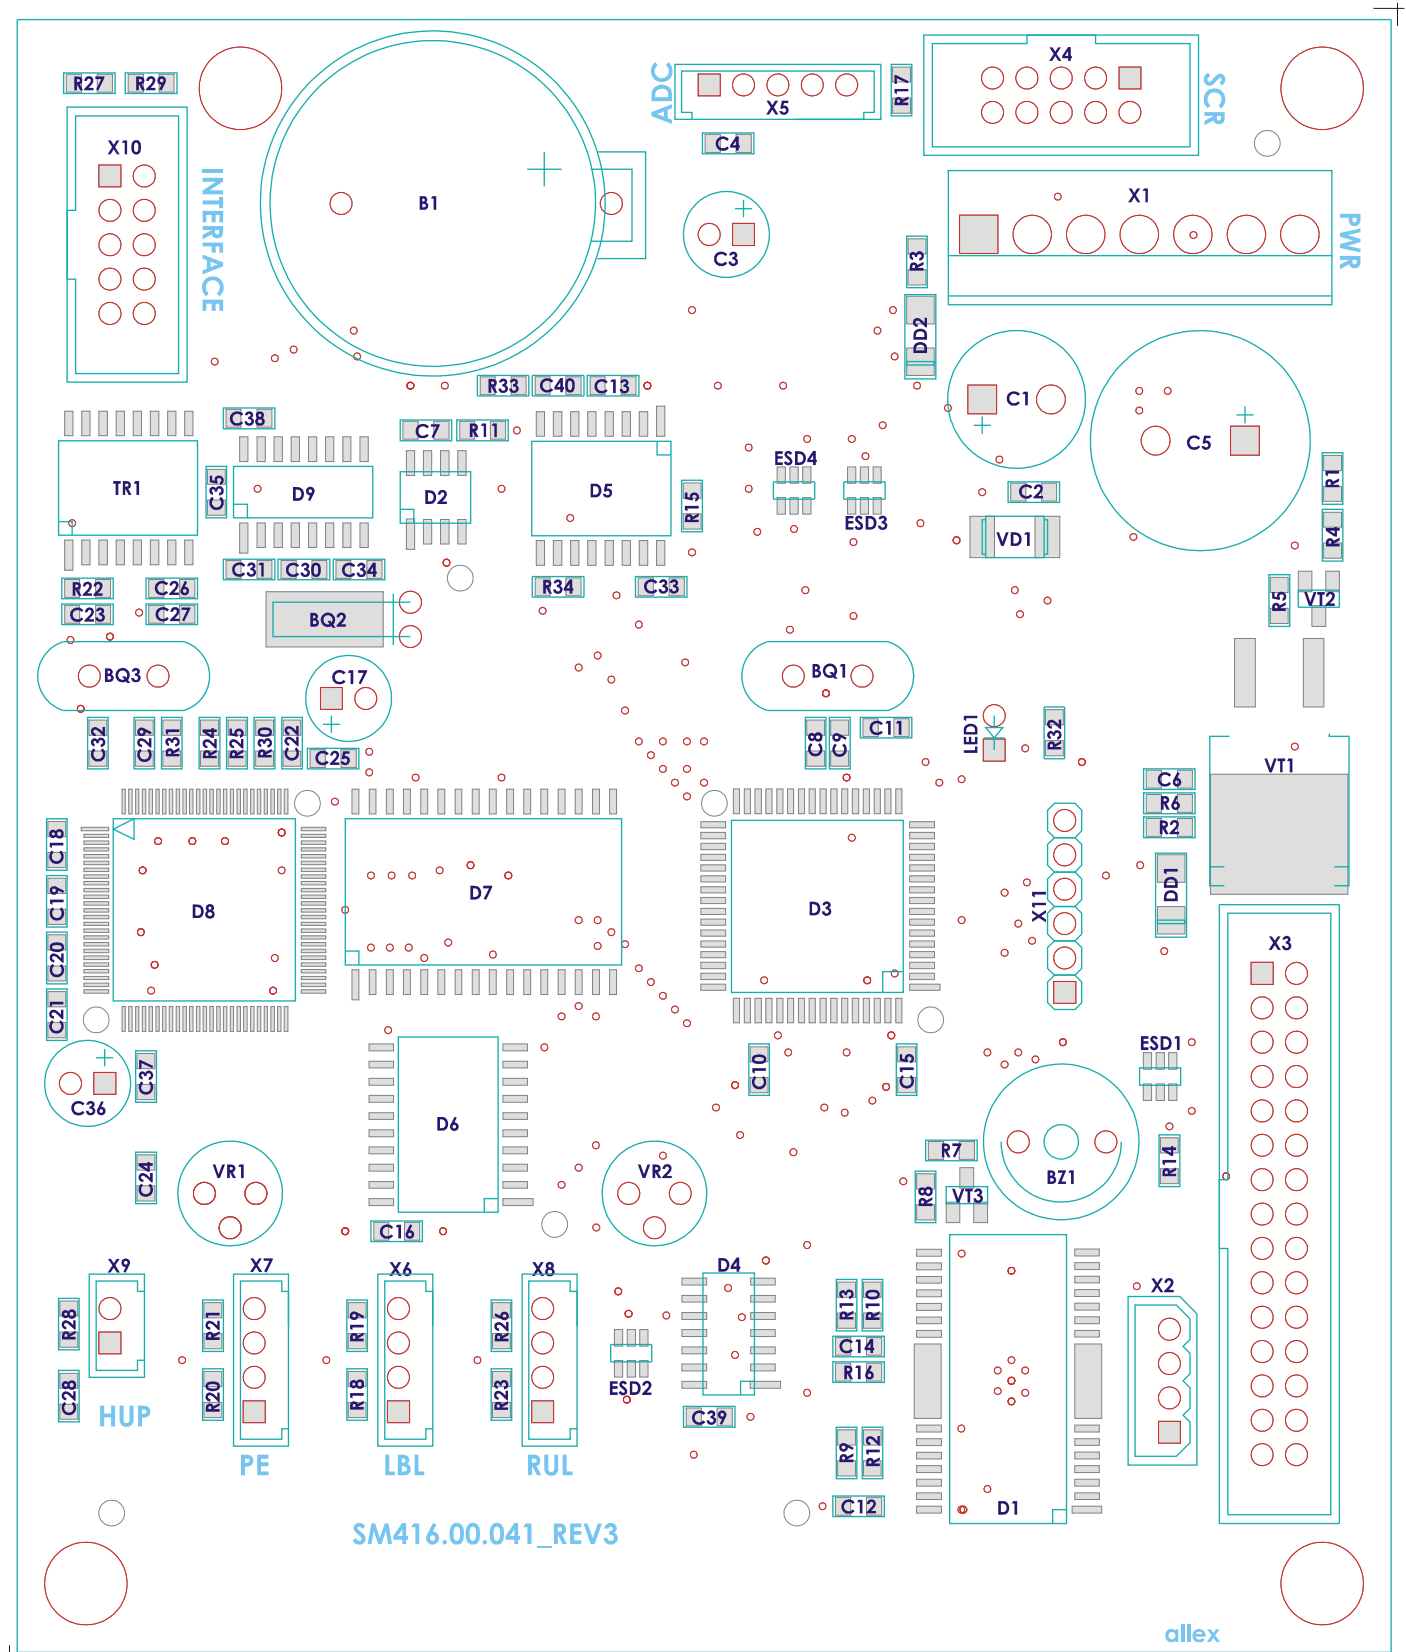 R27 R29
ADC
X5
R17
X4
SCR
C4
X10
INTERFACE
B1
X1
PWR
C3
R3
DD2
R33 C40 C13
C1
C5
C38
C7 R11
TR1
C35
D9
D2
D5
R15
ESD4
ESD3
C2
R1
VD1
R4
C31 C30 C34
R22 C26
R34 C33
C23 C27
R5
VT2
BQ2
BQ3
C17
BQ1
C32 C29 R31 R24 R25 R30 C22
C25
C8 C9 C11
LED1
R32
VT1
C6
R6
R2
C18
C19
C20
C21
D8
D7
D3
X11
DD1
X3
C36
C37
D6
C10
C15
ESD1
C24
VR1
VR2
R7
R8
VT3
BZ1
R14
C16
X9
X7
X6
X8
D4
X2
R28
R21
R19
R26
R13 R10
C14
R16
C28
R20
R18
R23
ESD2
C39
HUP
PE
LBL
RUL
R9 R12
C12
D1
SM416.00.041_REV3
allex